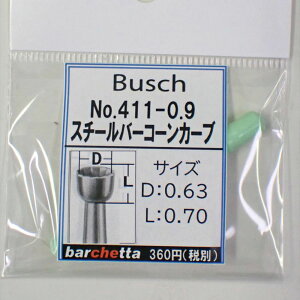 Busch
No.411-0.9
スチールバーコーンカーブ
D
L
サイズ
D:0.63
L:0.70
barchetta 360円(税別)